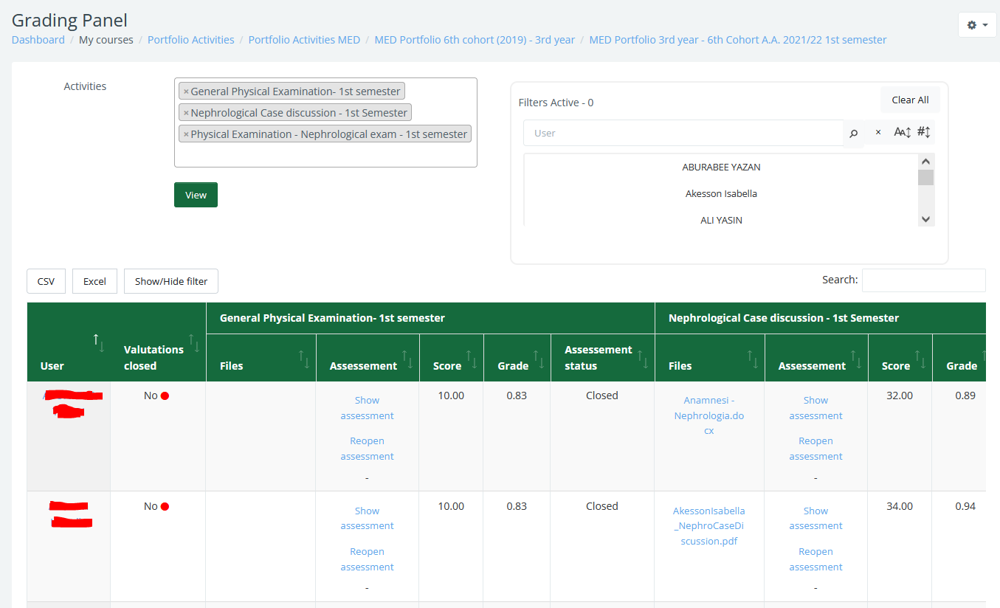 Grading Panel
Dashboard / My courses / Portfolio Activities / Portfolio Activities MED / MED Portfolio 6th cohort (2019) - 3rd year / MED Portfolio 3rd year - 6th Cohort A.A. 2021/22 1st semester
Activities
×General Physical Examination- 1st semester
×Nephrological Case discussion - 1st Semester
×Physical Examination - Nephrological exam - 1st semester
View
Filters Active - 0
Clear All
User
ABURABEE YAZAN
Akesson Isabella
ALI YASIN
CSV Excel Show/Hide filter
Search:
General Physical Examination- 1st semester
Nephrological Case discussion - 1st Semester
User
Valutations
closed
Files
Assessement
Score
Grade
Assessement
status
Files
Assessement
Score
Grade
No
Show
assessment
Reopen
assessment
-
10.00
0.83
Closed
Anamnesi -
Nephrologia.do
cx
Show
assessment
Reopen
assessment
-
32.00
0.89
No
Show
assessment
Reopen
assessment
-
10.00
0.83
Closed
AkessonIsabella
_NephroCaseDi
scussion.pdf
Show
assessment
Reopen
assessment
-
34.00
0.94